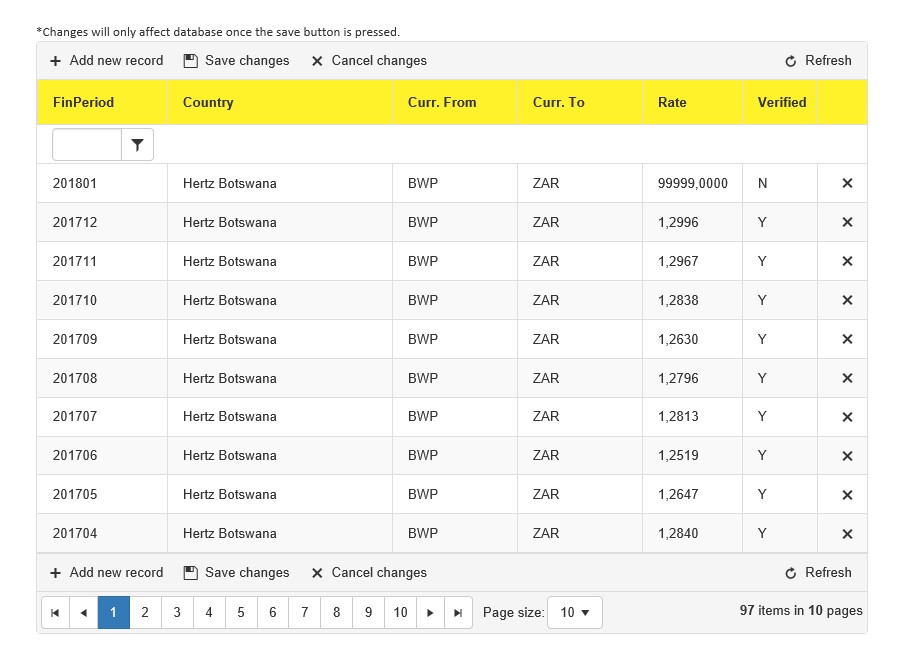 *Changes will only affect database once the save button is pressed.
Add new record Save changes Cancel changes Refresh
FinPeriod Country Curr. From Curr. To Rate Verified
201801 Hertz Botswana BWP ZAR 99999,0000 N
201712 Hertz Botswana BWP ZAR 1,2996 Y
201711 Hertz Botswana BWP ZAR 1,2967 Y
201710 Hertz Botswana BWP ZAR 1,2838 Y
201709 Hertz Botswana BWP ZAR 1,2630 Y
201708 Hertz Botswana BWP ZAR 1,2796 Y
201707 Hertz Botswana BWP ZAR 1,2813 Y
201706 Hertz Botswana BWP ZAR 1,2519 Y
201705 Hertz Botswana BWP ZAR 1,2647 Y
201704 Hertz Botswana BWP ZAR 1,2840 Y
Add new record Save changes Cancel changes Refresh
1 2 3 4 5 6 7 8 9 10 Page size: 10 97 items in 10 pages